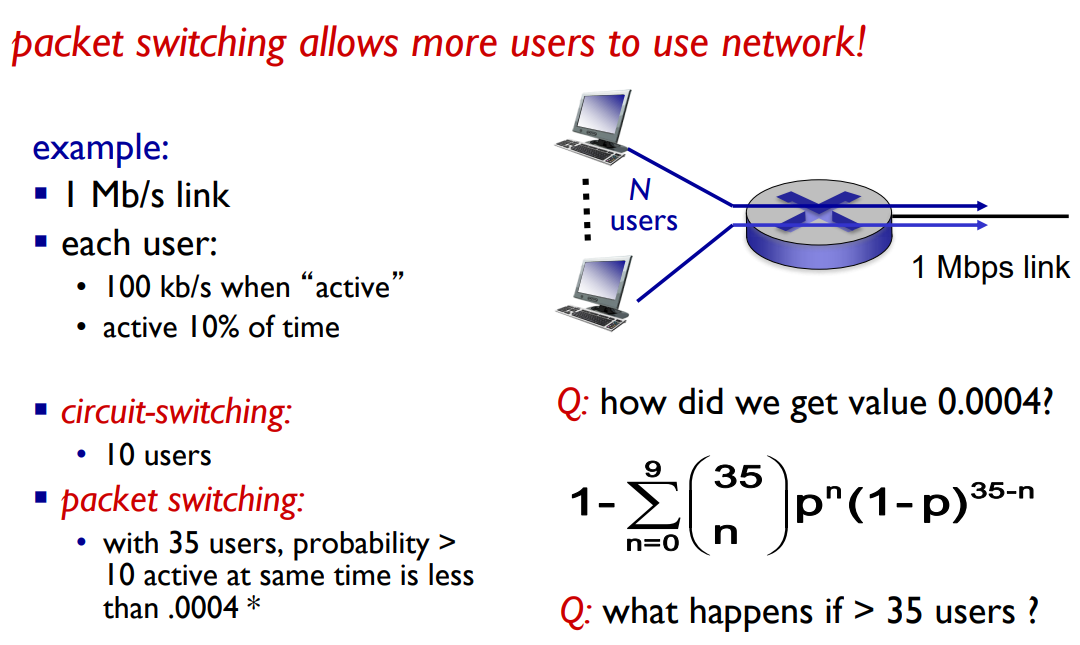 packet switching allows more users to use network!
example:
▪ 1 Mb/s link
▪ each user:
• 100 kb/s when “active”
• active 10% of time
▪ circuit-switching:
• 10 users
▪ packet switching:
• with 35 users, probability >
10 active at same time is less
than .0004 *
N
users
1 Mbps link
Q: how did we get value 0.0004?
1- ∑_{n=0}^{9} (35 n) pⁿ(1-p)³⁵⁻ⁿ
Q: what happens if > 35 users ?